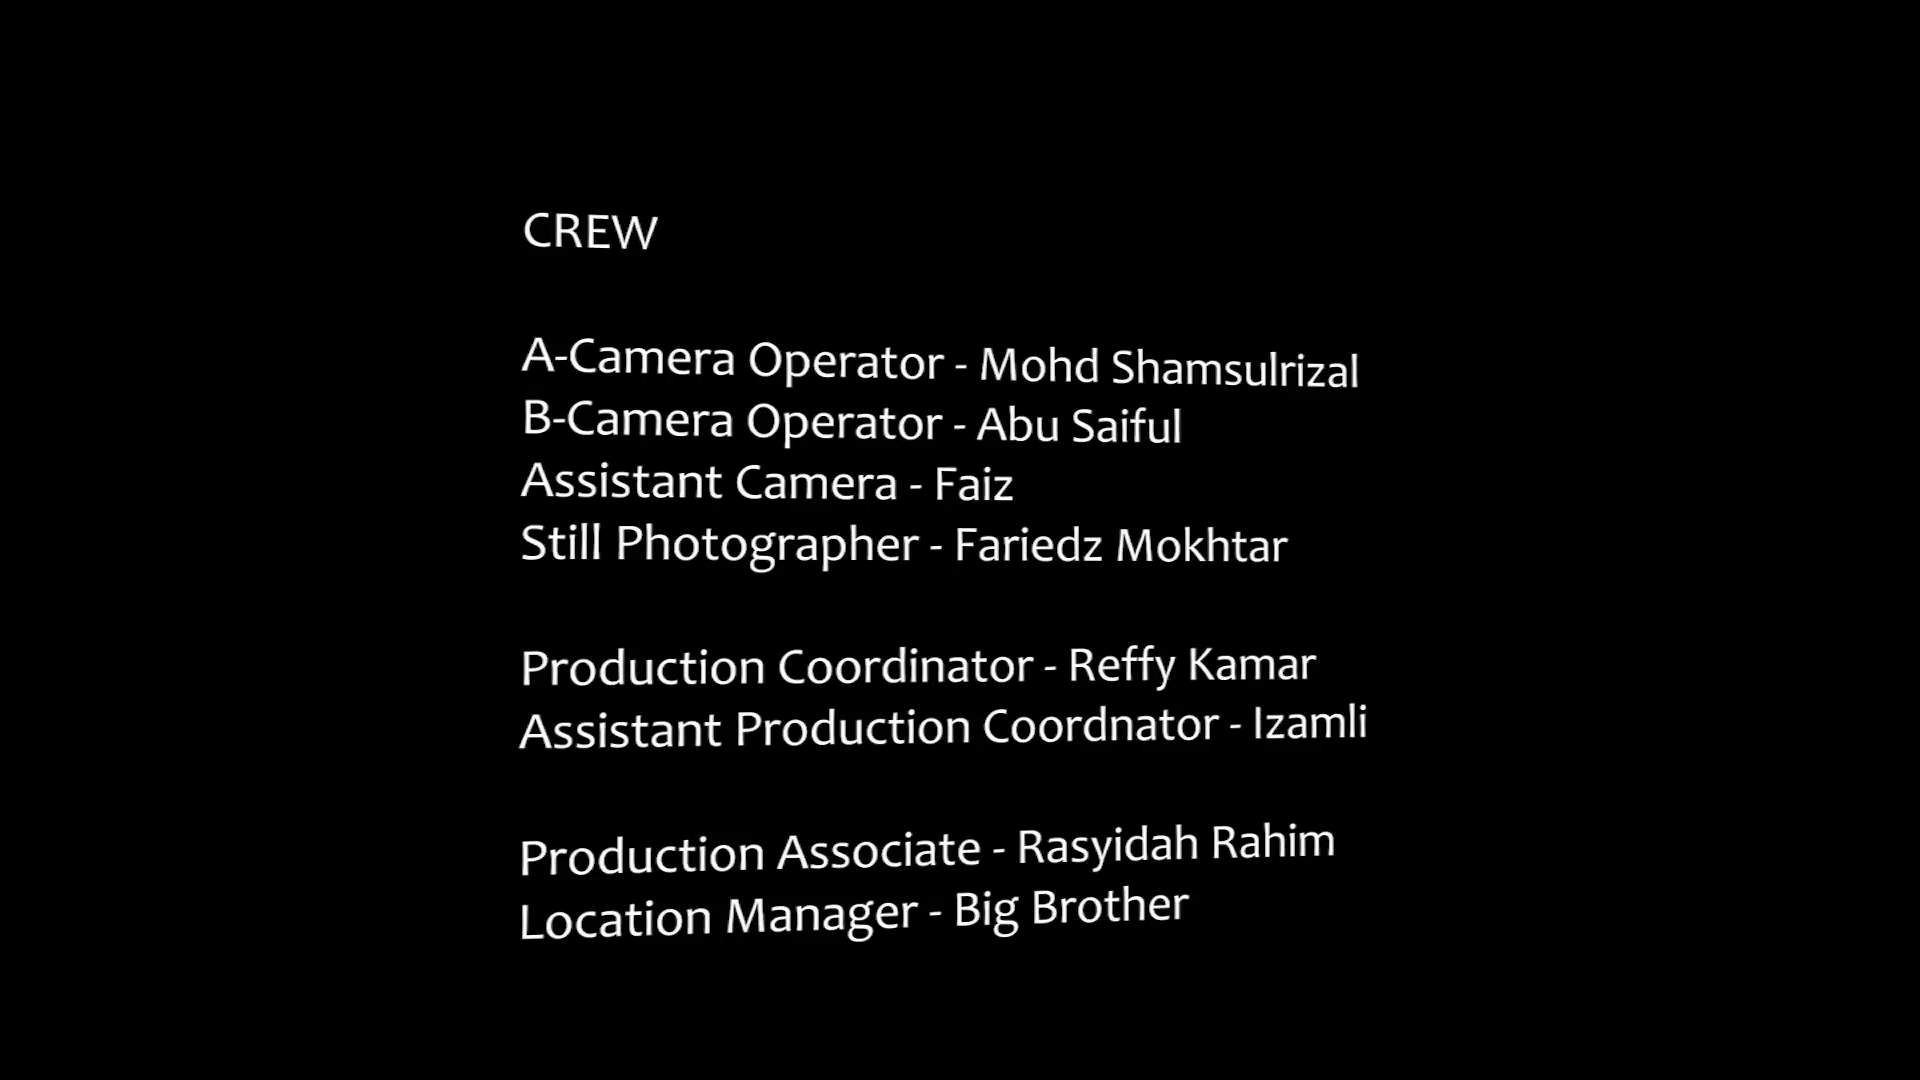 CREW
A-Camera Operator - Mohd Shamsulrizal
B-Camera Operator - Abu Saiful
Assistant Camera - Faiz
Still Photographer - Fariedz Mokhtar
Production Coordinator - Reffy Kamar
Assistant Production Coordnator - Izamli
Production Associate - Rasyidah Rahim
Location Manager - Big Brother